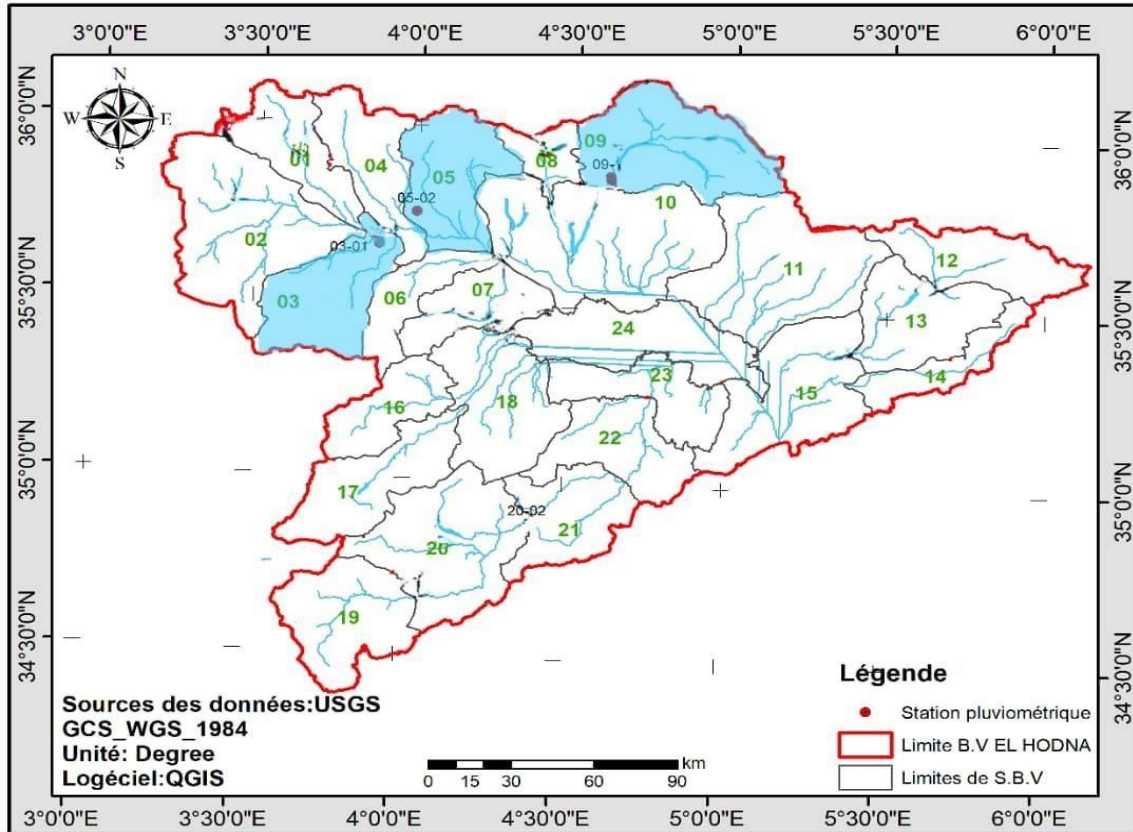 3°0'0"E 3°30'0"E 4°0'0"E 4°30'0"E 5°0'0"E 5°30'0"E 6°0'0"E
N
W E
S
36°0'0"N
35°30'0"N
35°0'0"N
34°30'0"N
36°0'0"N
35°30'0"N
35°0'0"N
34°30'0"N
01
04
05
08
09
09-1
05-02
10
02
03-01
03
06
07
11
12
13
24
14
15
23
16
18
22
17
20-02
21
20
19
Légende
Station pluviométrique
Limite B.V EL HODNA
Limites de S.B.V
Sources des données:USGS
GCS_WGS_1984
Unité: Degree
Logéciel:QGIS
km
0 15 30 60 90
3°0'0"E 3°30'0"E 4°0'0"E 4°30'0"E 5°0'0"E 5°30'0"E 6°0'0"E